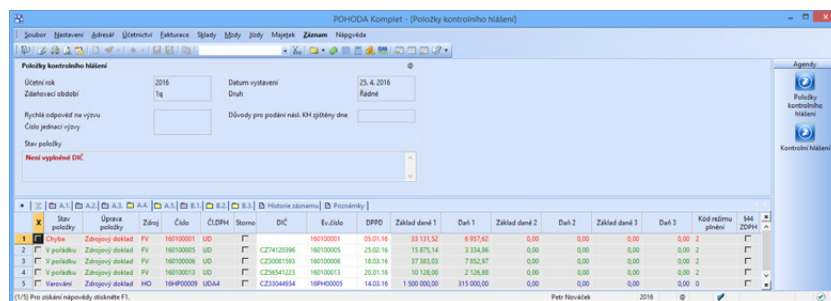 POHODA Komplet - [Položky kontrolního hlášení]
Soubor Nastavení Adresář Účetnictví Fakturace Sklady Mzdy Jízdy Majetek Záznam Nápověda
Položky kontrolního hlášení @
Účetní rok 2016 Datum vystavení 25. 4. 2016
Zdaňovací období 1q Druh Řádné
Rychlá odpověď na výzvu Důvody pro podání násl. KH zjištěny dne
Číslo jednací výzvy
Stav položky
Není vyplněné DIČ
Agendy
Položky kontrolního hlášení
Kontrolní hlášení
A.1. A.2. A.3. A.4. A.5. B.1. B.2. B.3. Historie záznamu Poznámky
X Stav položky Úprava položky Zdroj Číslo Čl.DPH Storno DIČ Ev.číslo DPPD Základ daně 1 Daň 1 Základ daně 2 Daň 2 Základ daně 3 Daň 3 Kód režimu plnění §44 ZDPH
1 Chyba Zdrojový doklad FV 160100001 UD 160100001 05.01.16 33 131,52 6 957,62 0,00 0,00 0,00 0,00 2
2 V pořádku Zdrojový doklad FV 160100005 UD CZ74120396 160100005 25.02.16 15 875,14 3 334,86 0,00 0,00 0,00 0,00 2
3 V pořádku Zdrojový doklad FV 160100006 UD CZ30081593 160100006 18.03.16 37 383,03 7 852,97 0,00 0,00 0,00 0,00 2
4 V pořádku Zdrojový doklad FV 160100013 UD CZ56541223 160100013 20.01.16 10 128,00 2 126,88 0,00 0,00 0,00 0,00 2
5 Varování Zdrojový doklad HO 16HP00009 UDA4 CZ33044934 16PH00005 14.03.16 1 500 000,00 315 000,00 0,00 0,00 0,00 0,00 2
(1/5) Pro získání nápovědy stiskněte F1. Petr Nováček 2016 @